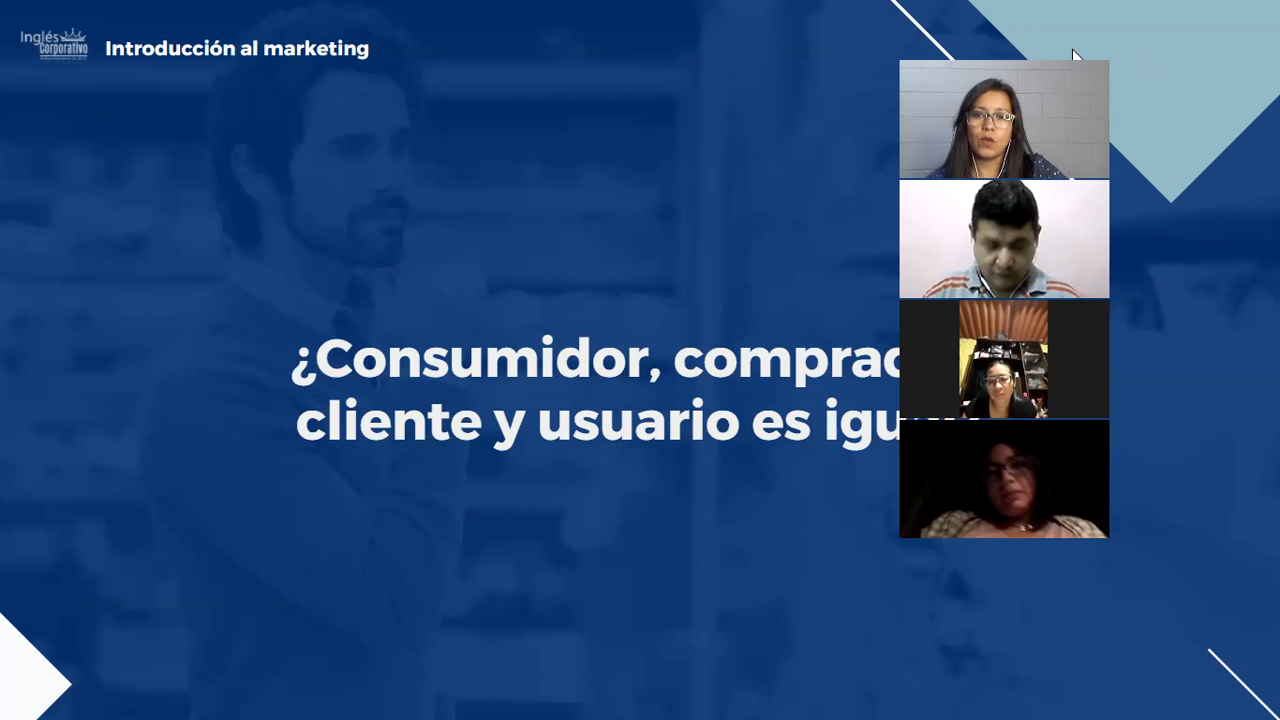 Inglés
Corporativo
Introducción al marketing
¿Consumidor, comprad
cliente y usuario es igu